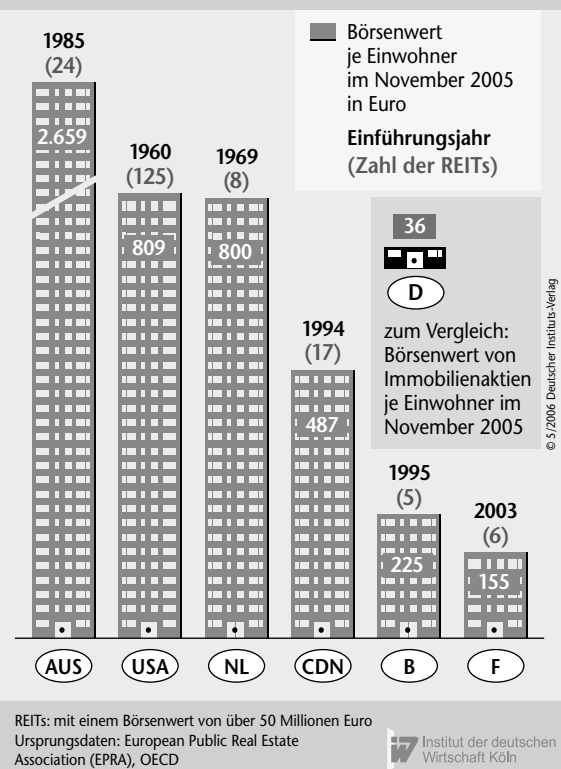 Börsenwert
je Einwohner
im November 2005
in Euro
Einführungsjahr
(Zahl der REITs)
1985
(24)
2.659
AUS
1960
(125)
809
USA
1969
(8)
800
NL
1994
(17)
487
CDN
1995
(5)
225
B
2003
(6)
155
F
36
D
zum Vergleich:
Börsenwert von
Immobilienaktien
je Einwohner im
November 2005
© 5/2006 Deutscher Instituts-Verlag
REITs: mit einem Börsenwert von über 50 Millionen Euro
Ursprungsdaten: European Public Real Estate
Association (EPRA), OECD
iw Institut der deutschen
Wirtschaft Köln